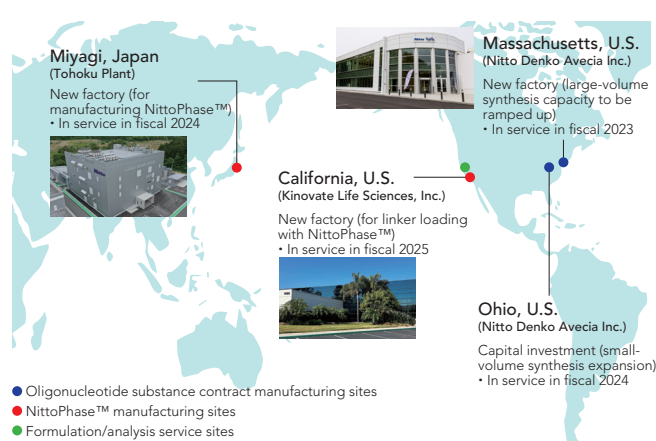 Miyagi, Japan
(Tohoku Plant)
New factory (for
manufacturing NittoPhase™)
• In service in fiscal 2024
Massachusetts, U.S.
(Nitto Denko Avecia Inc.)
New factory (large-volume
synthesis capacity to be
ramped up)
• In service in fiscal 2023
California, U.S.
(Kinovate Life Sciences, Inc.)
New factory (for linker loading
with NittoPhase™)
• In service in fiscal 2025
Ohio, U.S.
(Nitto Denko Avecia Inc.)
Capital investment (small-
volume synthesis expansion)
• In service in fiscal 2024
Oligonucleotide substance contract manufacturing sites
NittoPhase™ manufacturing sites
Formulation/analysis service sites